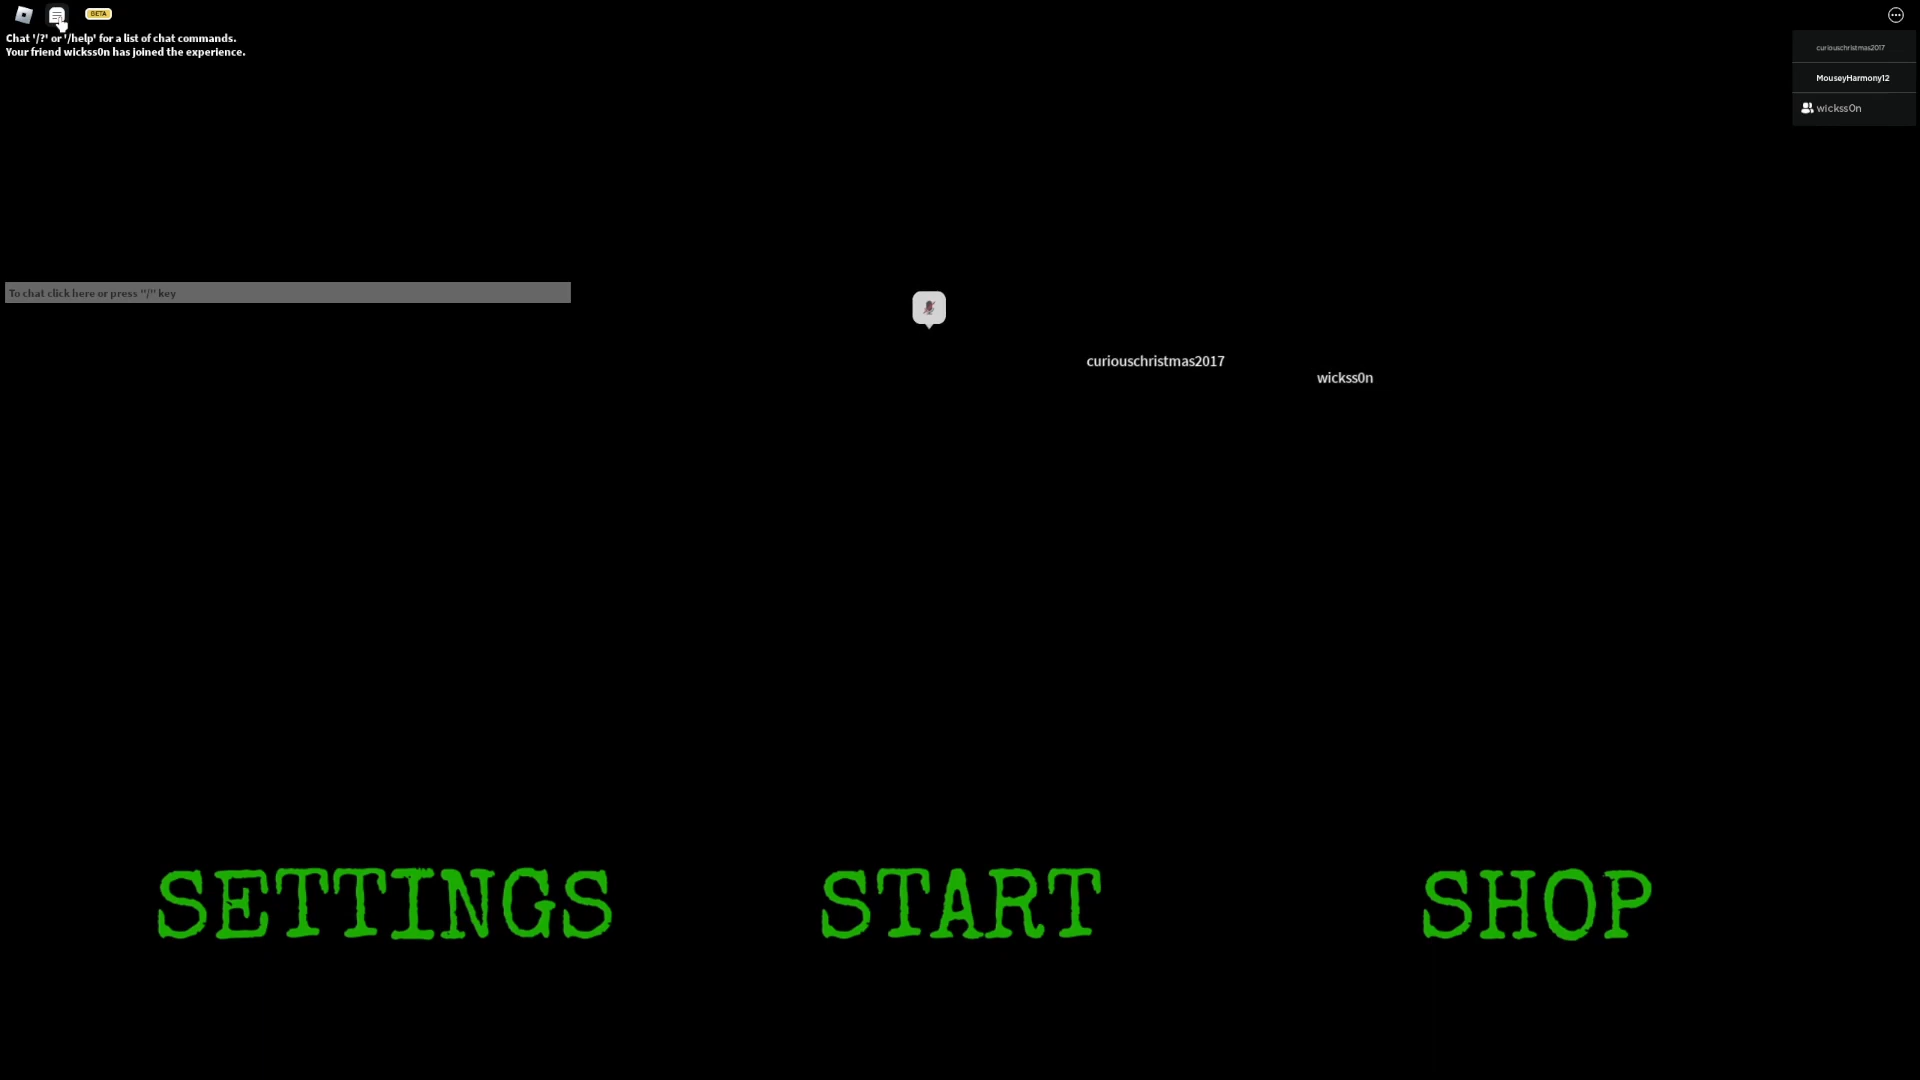 BETA
Chat '/?' or '/help' for a list of chat commands.
Your friend wickss0n has joined the experience.
curiouschristmas2017
MouseyHarmony12
wickss0n
To chat click here or press "/" key
curiouschristmas2017
wickss0n
SETTINGS
START
SHOP